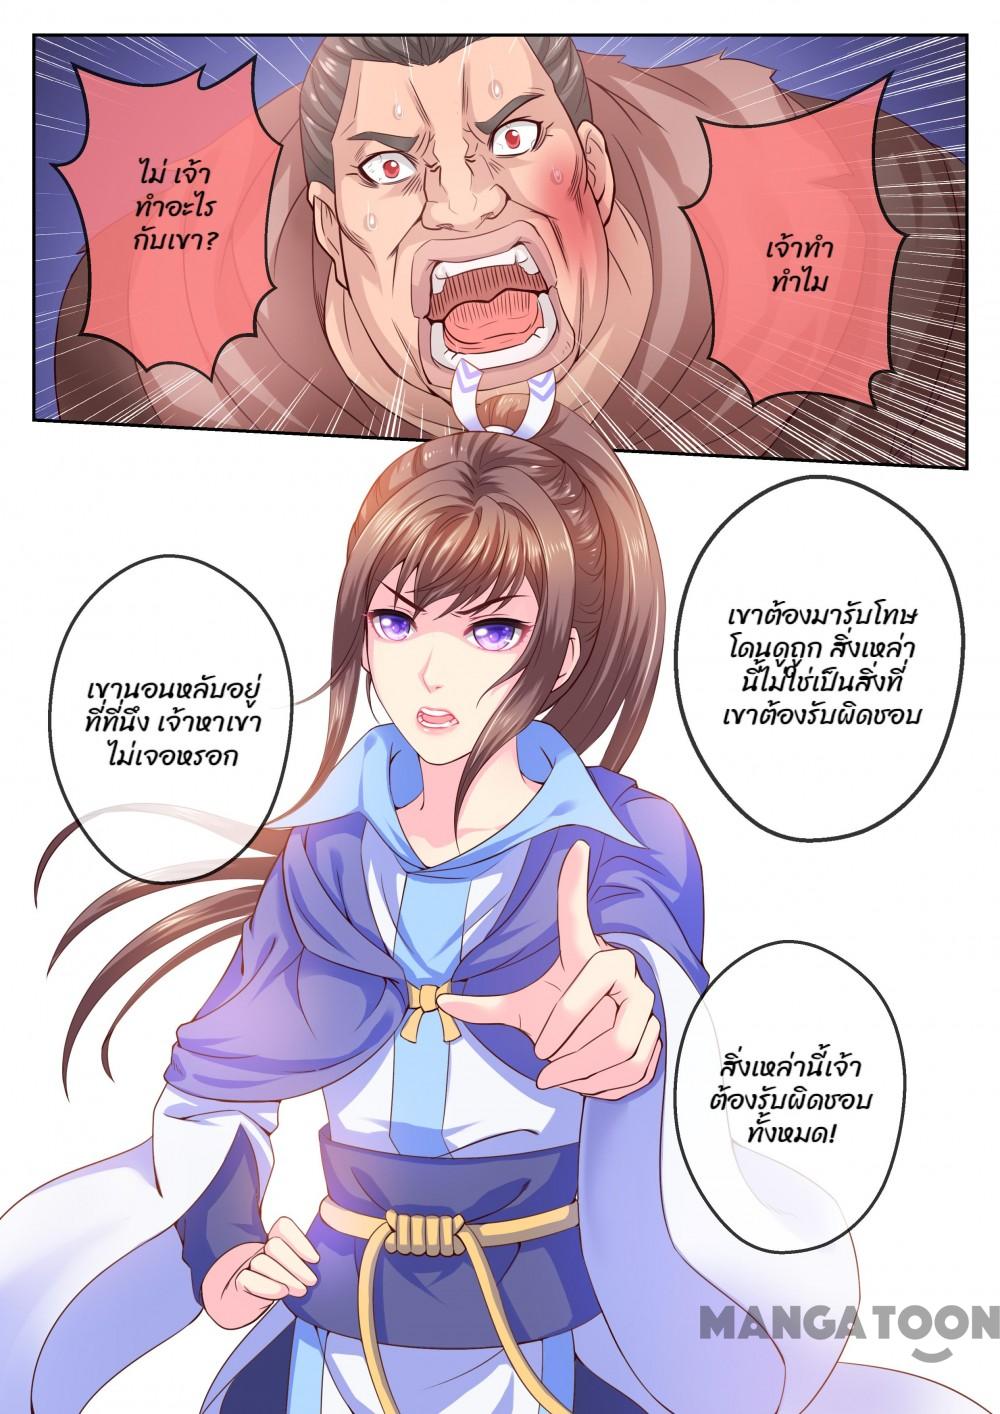 ไม่ เจ้า
ทำอะไร
กับเขา?
เจ้าทำ
ทำไม
เขานอนหลับอยู่
ที่ที่นึง เจ้าหาเขา
ไม่เจอหรอก
เขาต้องมารับโทษ
โดนดูถูก สิ่งเหล่า
นี้ไม่ใช่เป็นสิ่งที่
เขาต้องรับผิดชอบ
สิ่งเหล่านี้เจ้า
ต้องรับผิดชอบ
ทั้งหมด!
MANGATOON